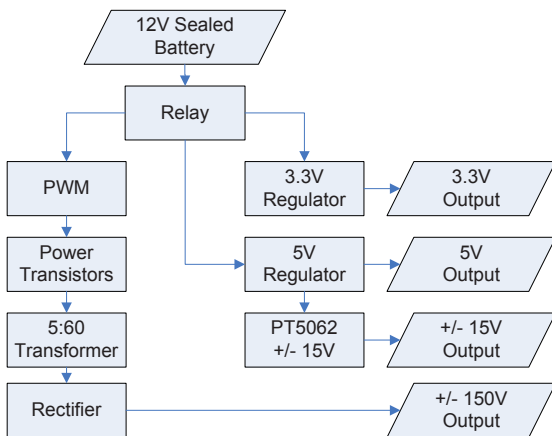 12V Sealed
Battery
Relay
PWM
3.3V
Regulator
3.3V
Output
Power
Transistors
5V
Regulator
5V
Output
5:60
Transformer
PT5062
+/- 15V
+/- 15V
Output
Rectifier
+/- 150V
Output